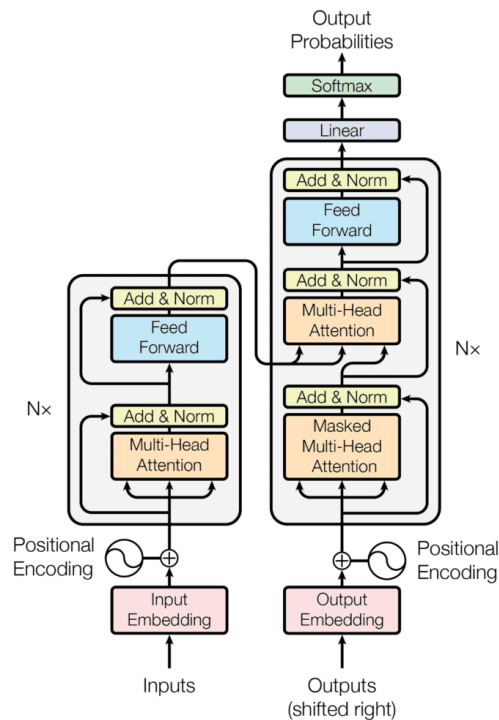 Output
Probabilities
Softmax
Linear
Add & Norm
Feed
Forward
Add & Norm
Multi-Head
Attention
Nx
Add & Norm
Masked
Multi-Head
Attention
Add & Norm
Feed
Forward
Nx
Add & Norm
Multi-Head
Attention
Positional
Encoding
Positional
Encoding
Input
Embedding
Output
Embedding
Inputs
Outputs
(shifted right)